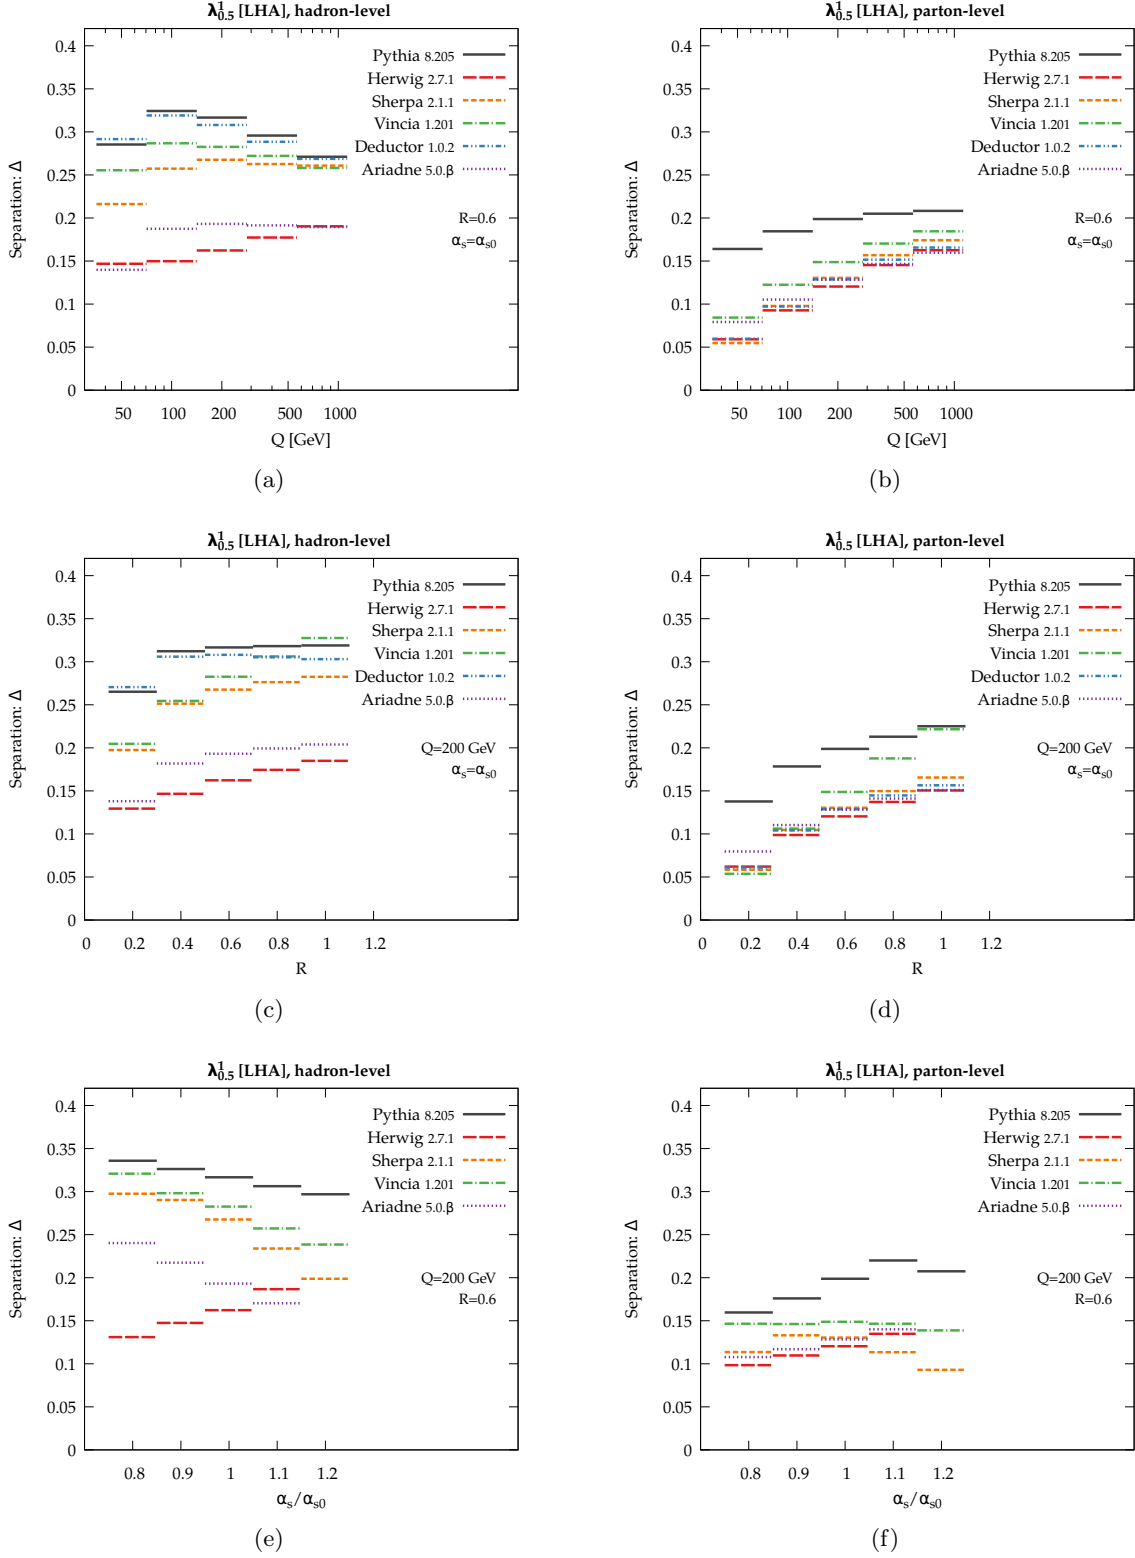 λ¹₀.₅ [LHA], hadron-level
Separation: Δ
0.4
0.35
0.3
0.25
0.2
0.15
0.1
0.05
0
Pythia 8.205
Herwig 2.7.1
Sherpa 2.1.1
Vincia 1.201
Deductor 1.0.2
Ariadne 5.0.β
R=0.6
αs=αs0
50 100 200 500 1000
Q [GeV]
(a)
λ¹₀.₅ [LHA], parton-level
Separation: Δ
0.4
0.35
0.3
0.25
0.2
0.15
0.1
0.05
0
Pythia 8.205
Herwig 2.7.1
Sherpa 2.1.1
Vincia 1.201
Deductor 1.0.2
Ariadne 5.0.β
R=0.6
αs=αs0
50 100 200 500 1000
Q [GeV]
(b)
λ¹₀.₅ [LHA], hadron-level
Separation: Δ
0.4
0.35
0.3
0.25
0.2
0.15
0.1
0.05
0
Pythia 8.205
Herwig 2.7.1
Sherpa 2.1.1
Vincia 1.201
Deductor 1.0.2
Ariadne 5.0.β
Q=200 GeV
αs=αs0
0 0.2 0.4 0.6 0.8 1 1.2
R
(c)
λ¹₀.₅ [LHA], parton-level
Separation: Δ
0.4
0.35
0.3
0.25
0.2
0.15
0.1
0.05
0
Pythia 8.205
Herwig 2.7.1
Sherpa 2.1.1
Vincia 1.201
Deductor 1.0.2
Ariadne 5.0.β
Q=200 GeV
αs=αs0
0 0.2 0.4 0.6 0.8 1 1.2
R
(d)
λ¹₀.₅ [LHA], hadron-level
Separation: Δ
0.4
0.35
0.3
0.25
0.2
0.15
0.1
0.05
0
Pythia 8.205
Herwig 2.7.1
Sherpa 2.1.1
Vincia 1.201
Ariadne 5.0.β
Q=200 GeV
R=0.6
0.8 0.9 1 1.1 1.2
αs/αs0
(e)
λ¹₀.₅ [LHA], parton-level
Separation: Δ
0.4
0.35
0.3
0.25
0.2
0.15
0.1
0.05
0
Pythia 8.205
Herwig 2.7.1
Sherpa 2.1.1
Vincia 1.201
Ariadne 5.0.β
Q=200 GeV
R=0.6
0.8 0.9 1 1.1 1.2
αs/αs0
(f)